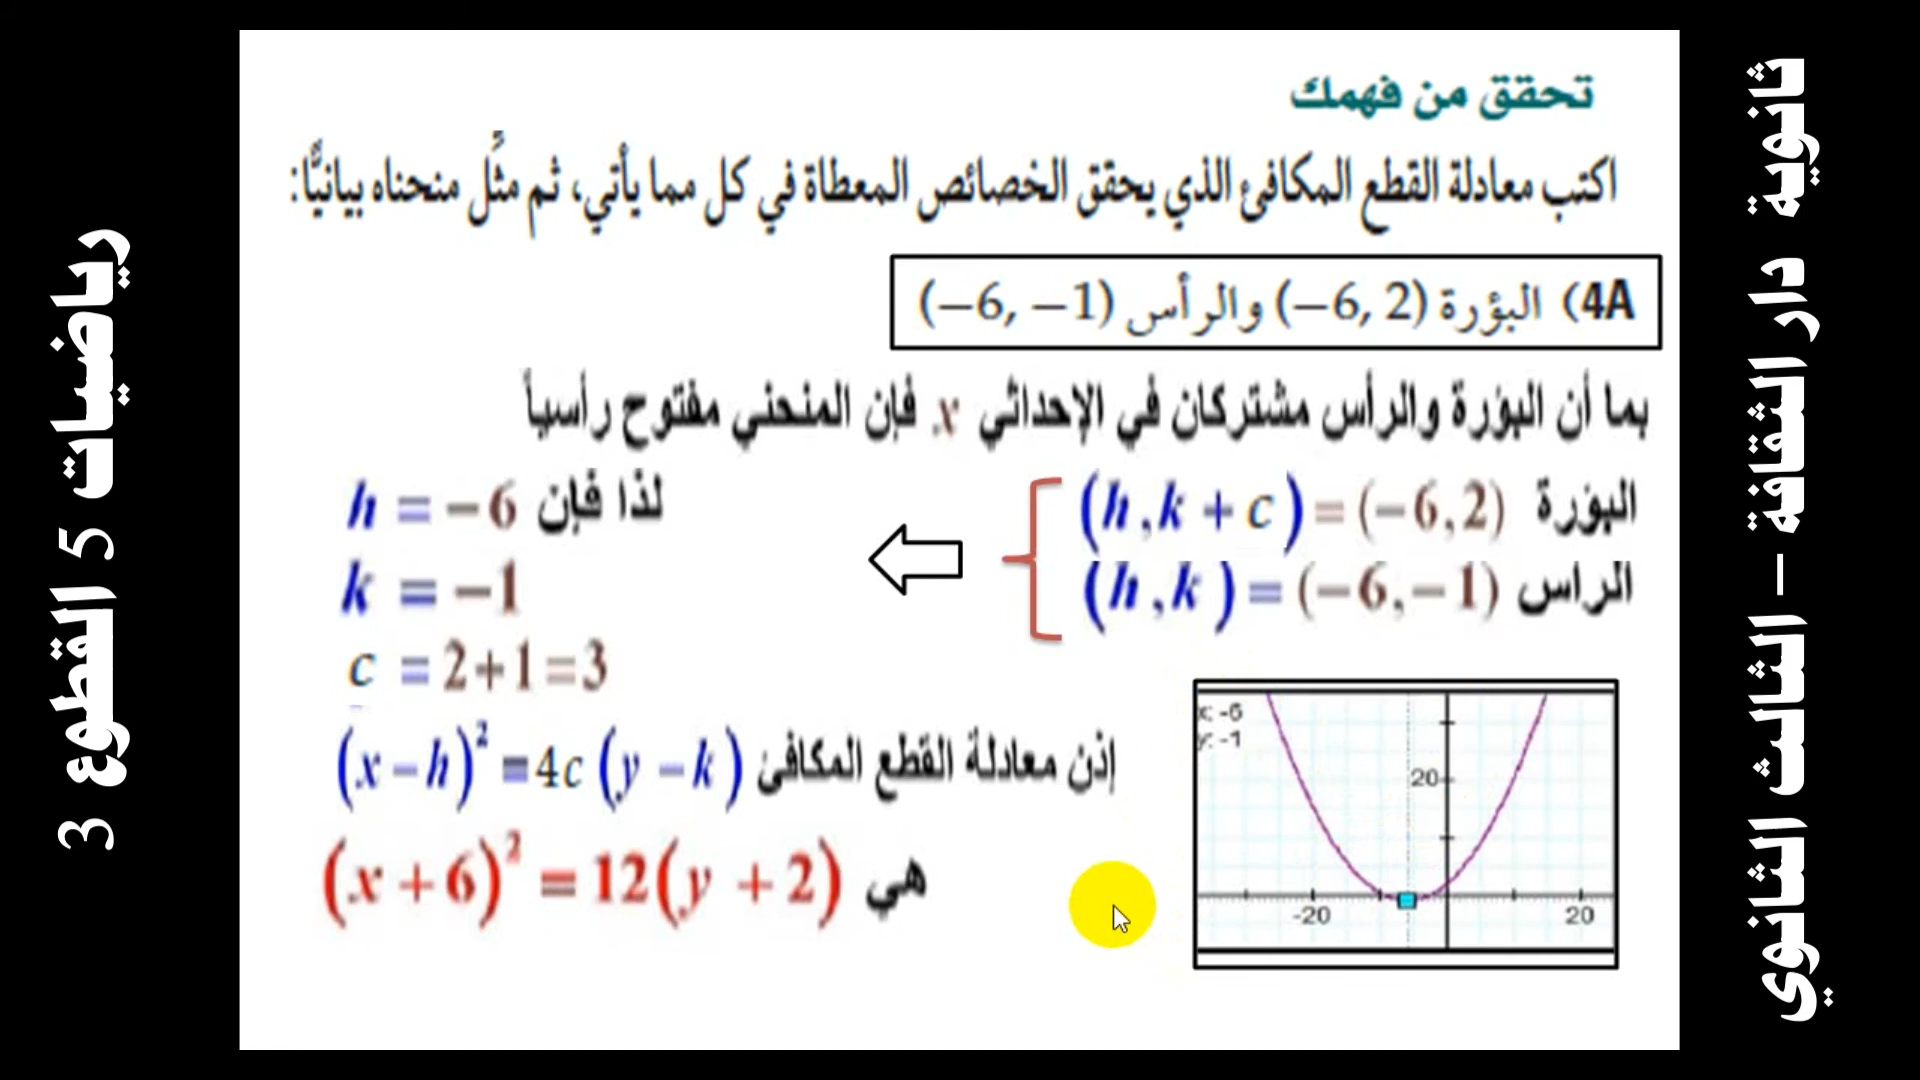 تحقق من فهمك
اكتب معادلة القطع المكافئ الذي يحقق الخصائص المعطاة في كل مما يأتي، ثم مثِّل منحناه بيانيًّا:
4A) البؤرة (−6, 2) والرأس (−6, −1)
بما أن البؤرة والرأس مشتركان في الإحداثي x. فإن المنحني مفتوح رأسياً
البؤرة (h, k + c) = (−6, 2)
الراس (h, k) = (−6, −1)
لذا فإن h = −6
k = −1
c = 2+1=3
إذن معادلة القطع المكافئ (x − h)² = 4c (y − k)
هي (x + 6)² = 12(y + 2)
x: -6
y: -1
20
-20
20
ثانوية دار الثقافة – الثالث الثانوي
رياضيات 5 القطوع 3